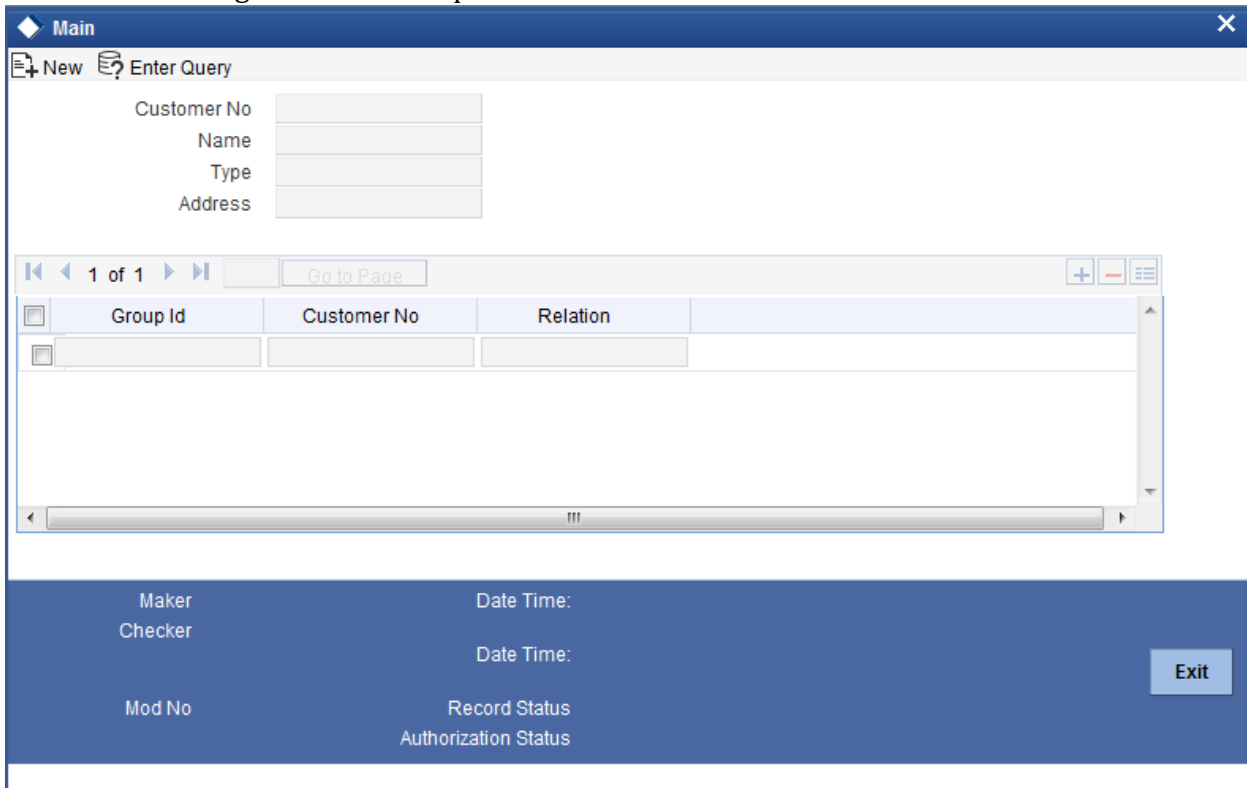 Main
New Enter Query
Customer No
Name
Type
Address
1 of 1 Go to Page
Group Id Customer No Relation
Maker Date Time:
Checker
Date Time:
Exit
Mod No Record Status
Authorization Status